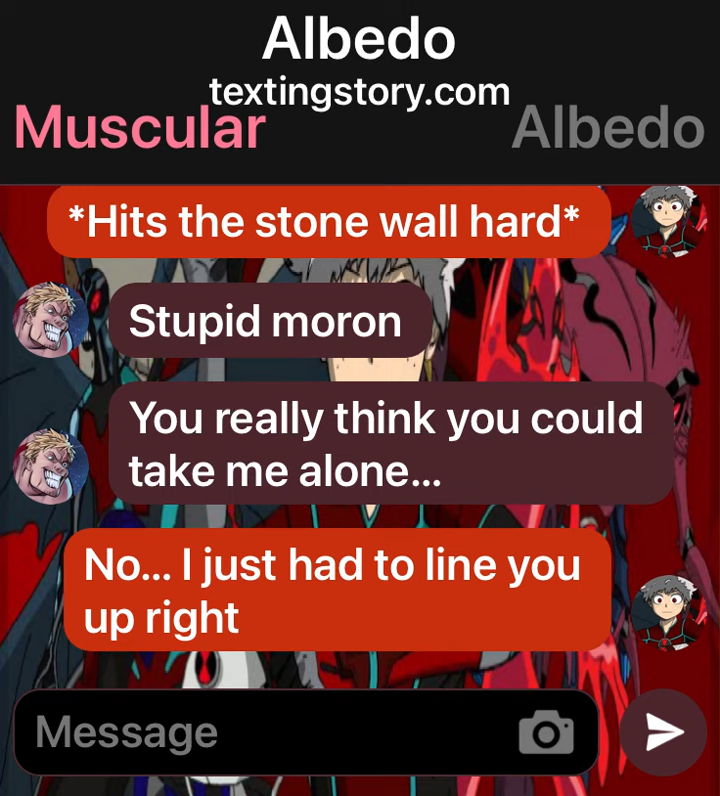 Albedo
textingstory.com
Muscular
Albedo
*Hits the stone wall hard*
Stupid moron
You really think you could
take me alone...
No... I just had to line you
up right
Message